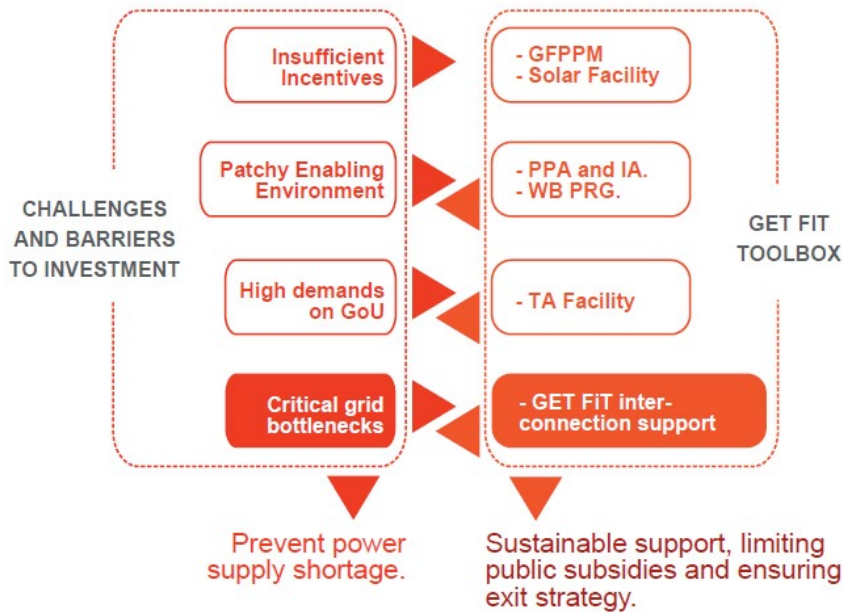 CHALLENGES
AND BARRIERS
TO INVESTMENT
Insufficient
Incentives
- GFPPM
- Solar Facility
Patchy Enabling
Environment
- PPA and IA.
- WB PRG.
High demands
on GoU
- TA Facility
Critical grid
bottlenecks
- GET FiT inter-
connection support
GET FIT
TOOLBOX
Prevent power
supply shortage.
Sustainable support, limiting
public subsidies and ensuring
exit strategy.